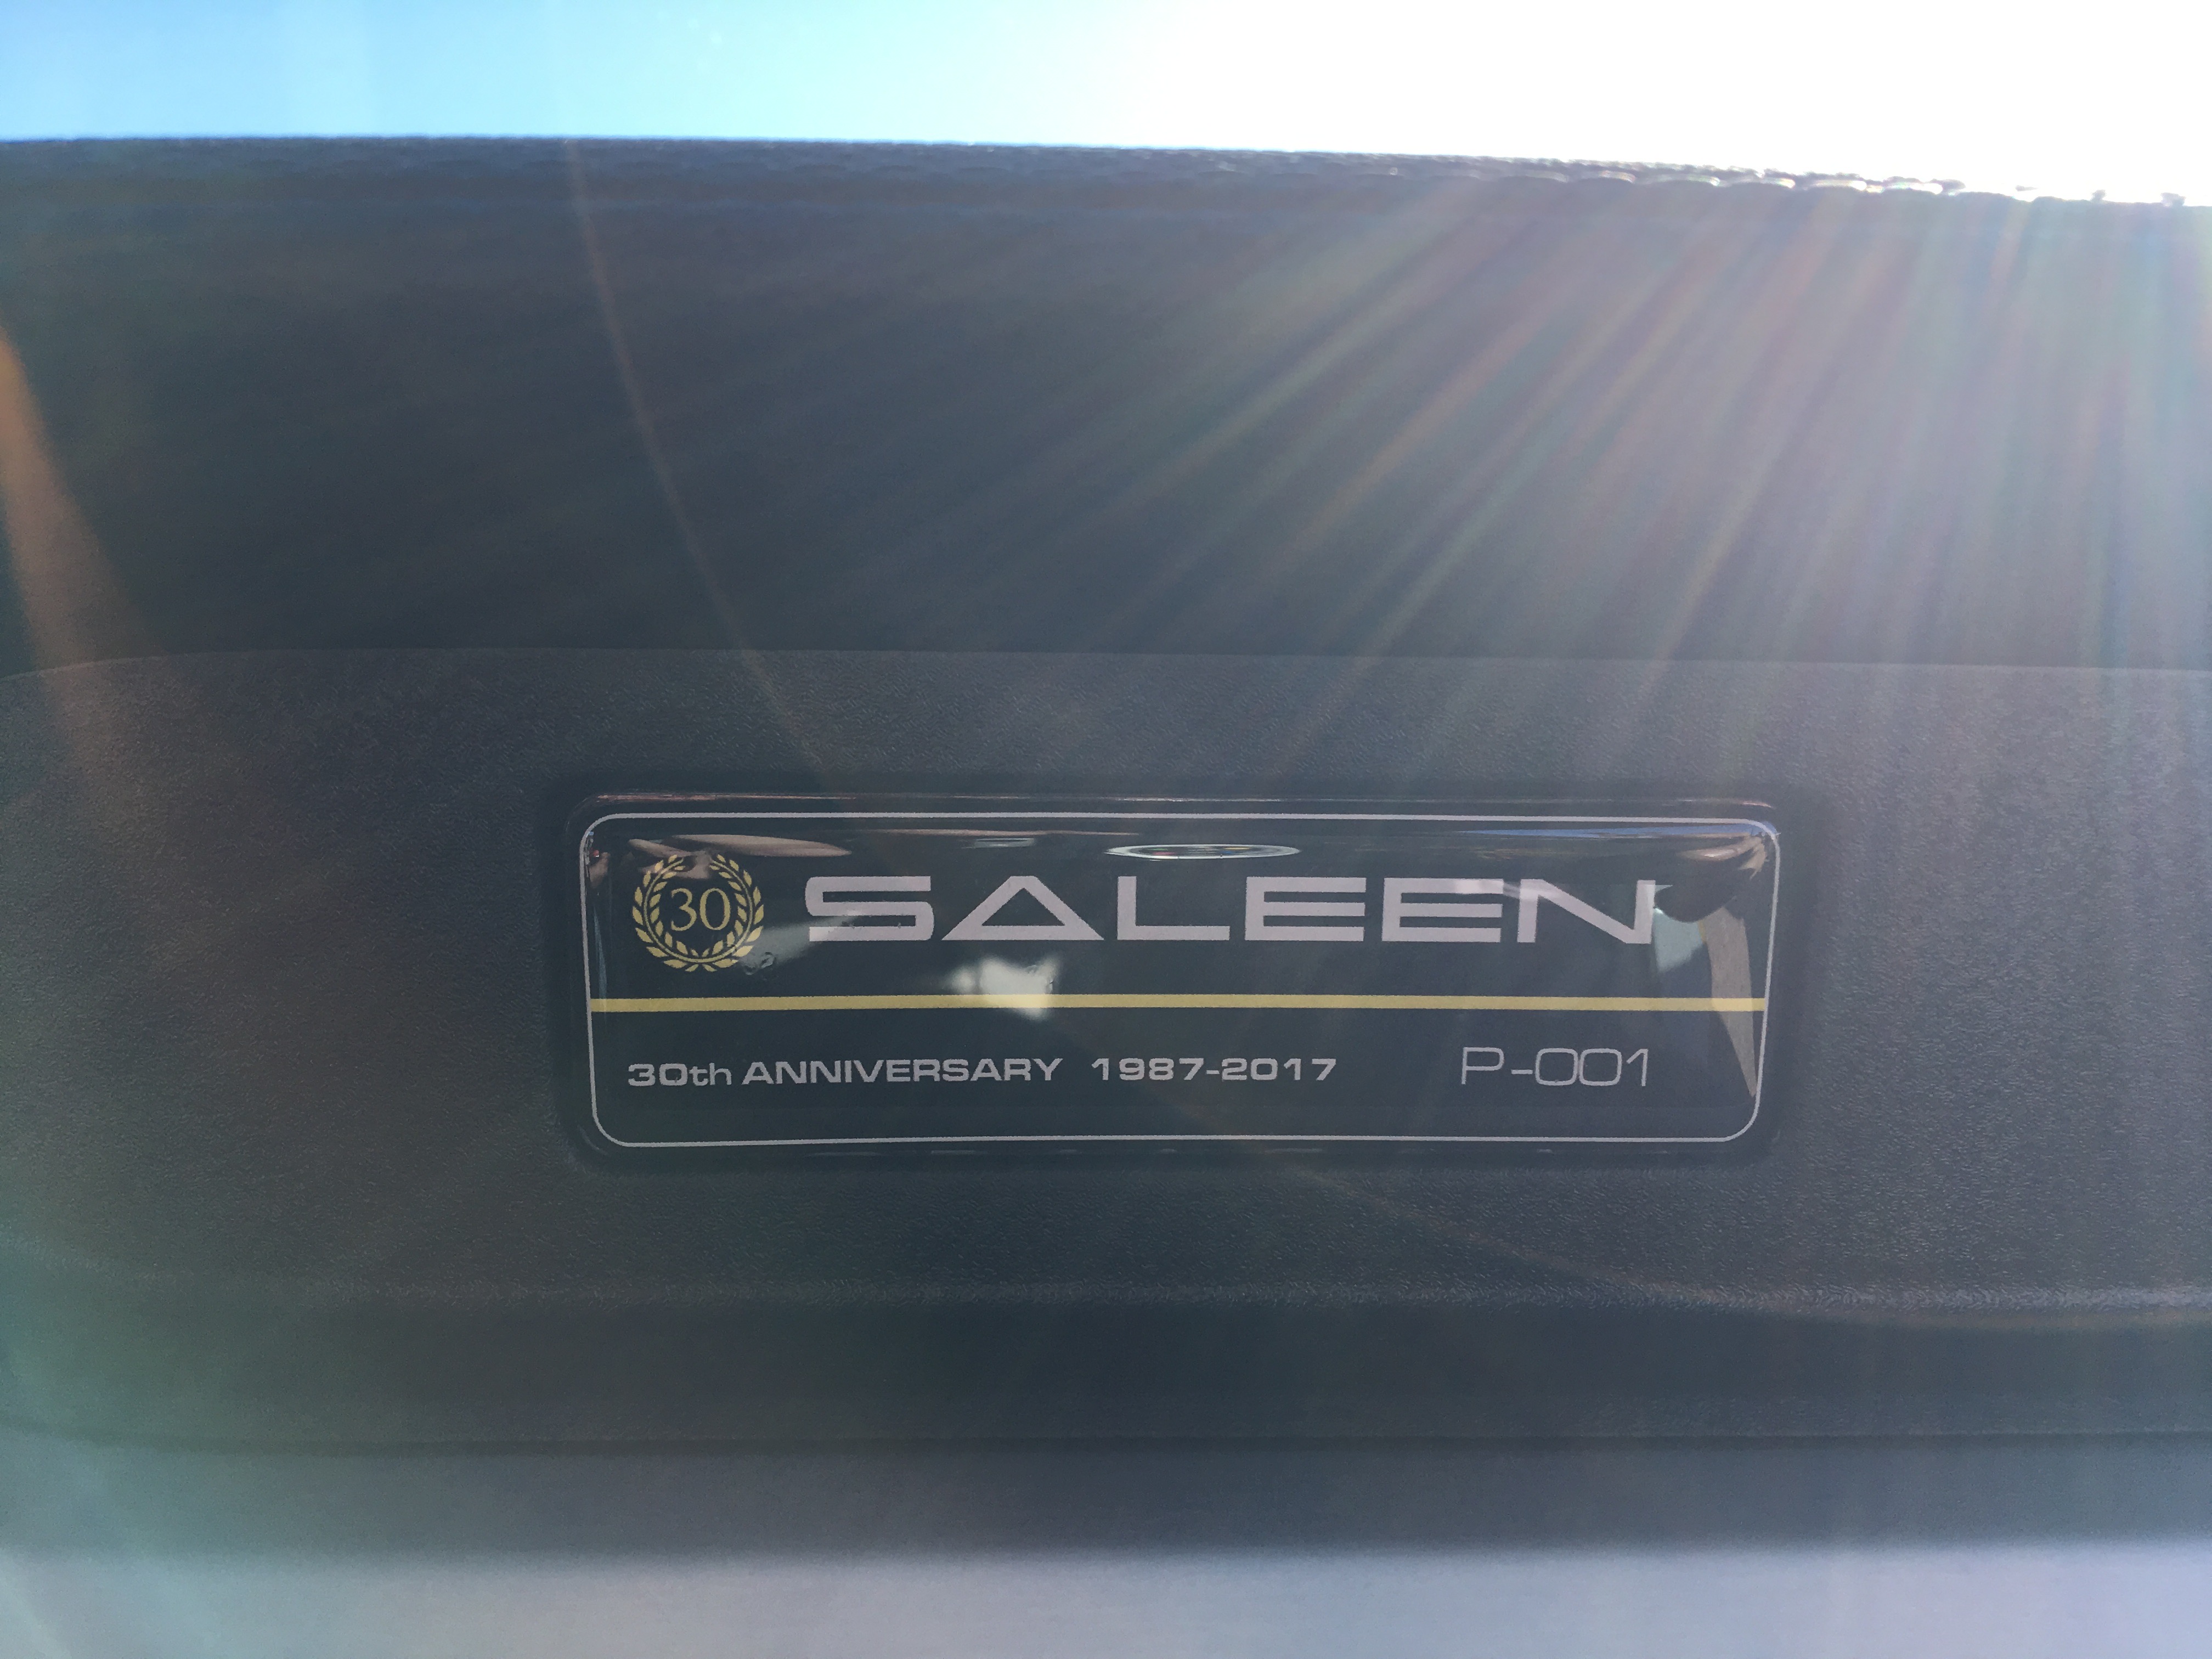 30 SALEEN
30th ANNIVERSARY 1987-2017 P-001